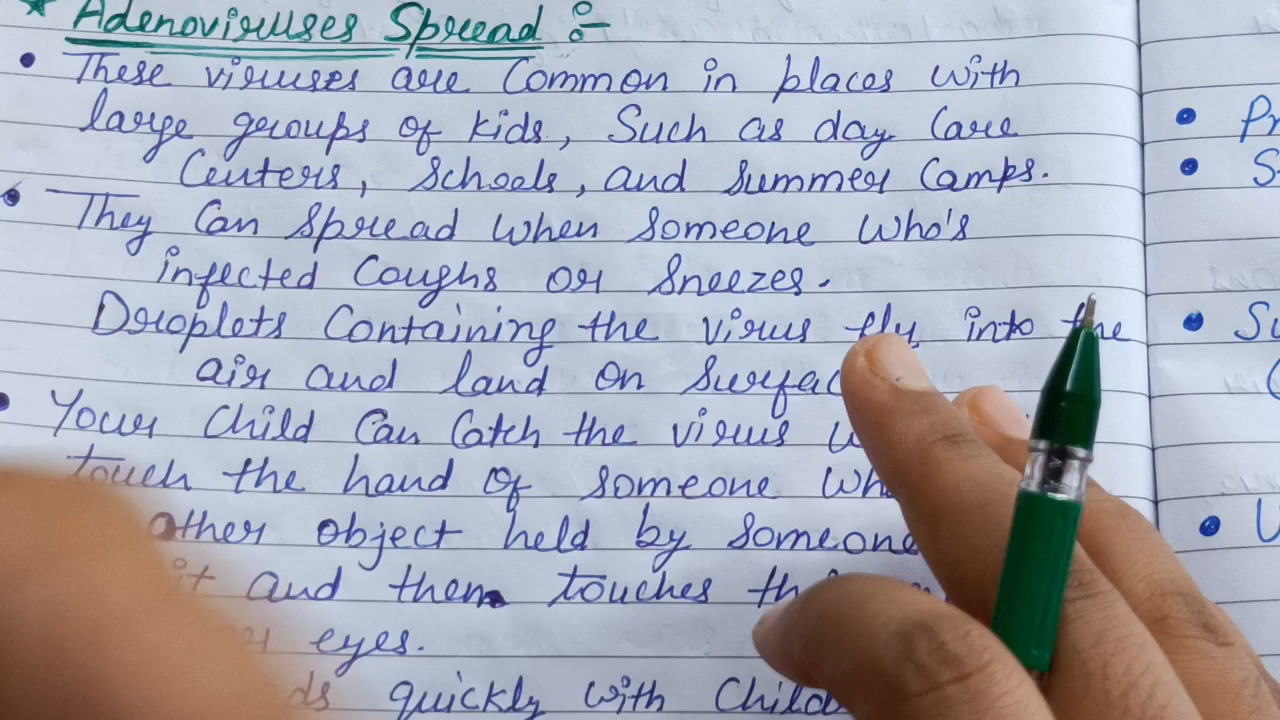 ★ Adenoviruses Spread :-
• These viruses are Common in places with
large groups of kids, Such as day Care
Centers, Schools, and Summer Camps.
• They Can Spread When Someone Who's
infected Coughs or Sneezes.
Droplets Containing the virus fly into the
air and land on
• Your Child Can Catch the virus
touch the hand of Someone
other object held by Someone
it and then touches
eyes.
quickly with